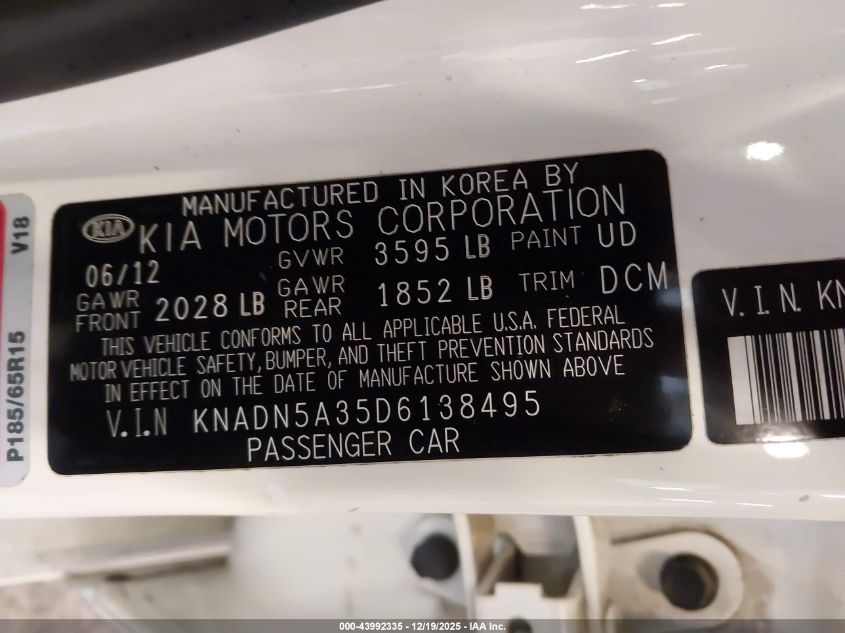 MANUFACTURED IN KOREA BY
KIA KIA MOTORS CORPORATION
06/12 GVWR 3595 LB PAINT UD
GAWR FRONT 2028 LB GAWR REAR 1852 LB TRIM DCM
THIS VEHICLE CONFORMS TO ALL APPLICABLE U.S.A. FEDERAL
MOTOR VEHICLE SAFETY, BUMPER, AND THEFT PREVENTION STANDARDS
IN EFFECT ON THE DATE OF MANUFACTURE SHOWN ABOVE
V.I.N KNADN5A35D6138495
PASSENGER CAR
P185/65R15 V18
V.I.N. KN
000-43992335 - 12/19/2025 - IAA Inc.